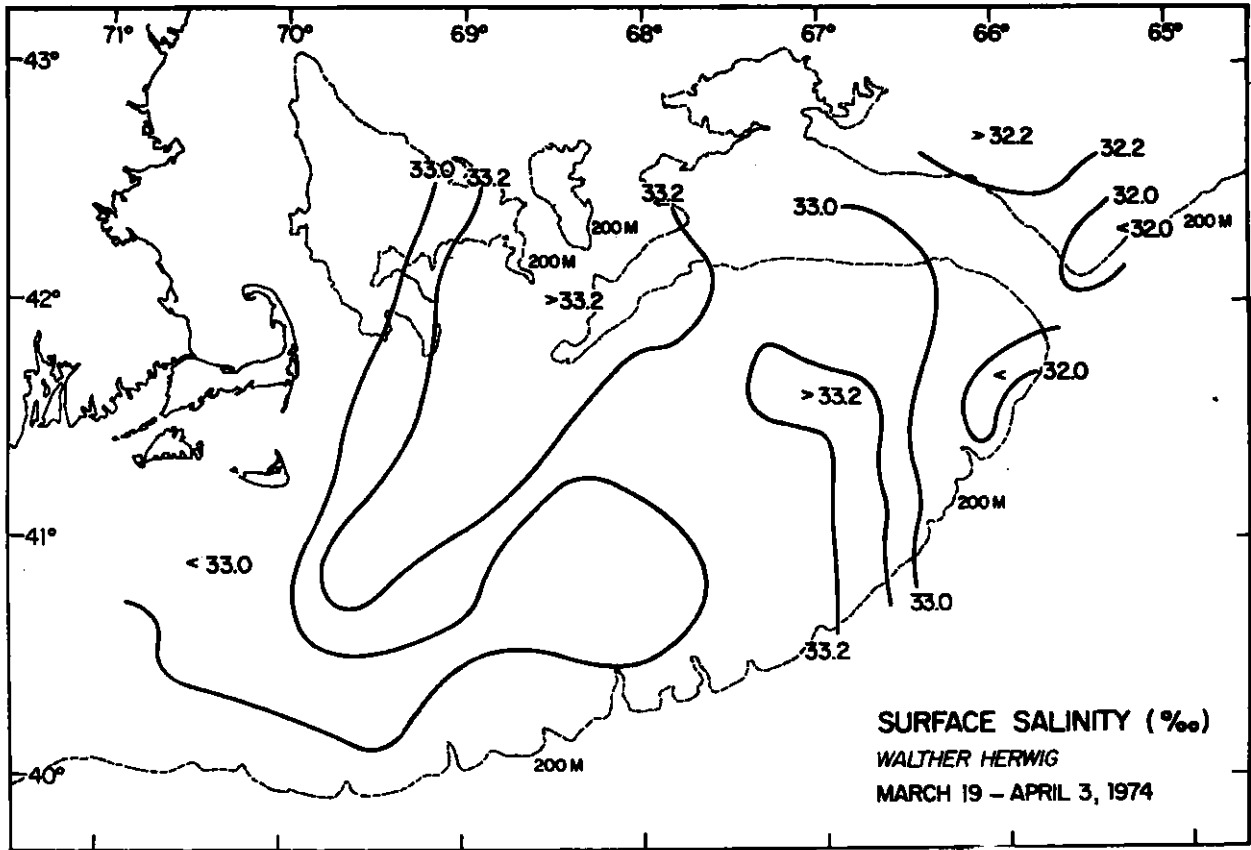 71° 70° 69° 68° 67° 66° 65°
43°
> 32.2
32.2
33.0
33.2
33.2
33.0
32.0
<32.0
200 M
200 M
200 M
42°
>33.2
<
32.0
> 33.2
200 M
41°
< 33.0
33.0
33.2
SURFACE SALINITY (‰)
WALTHER HERWIG
200 M
40°
MARCH 19 – APRIL 3, 1974